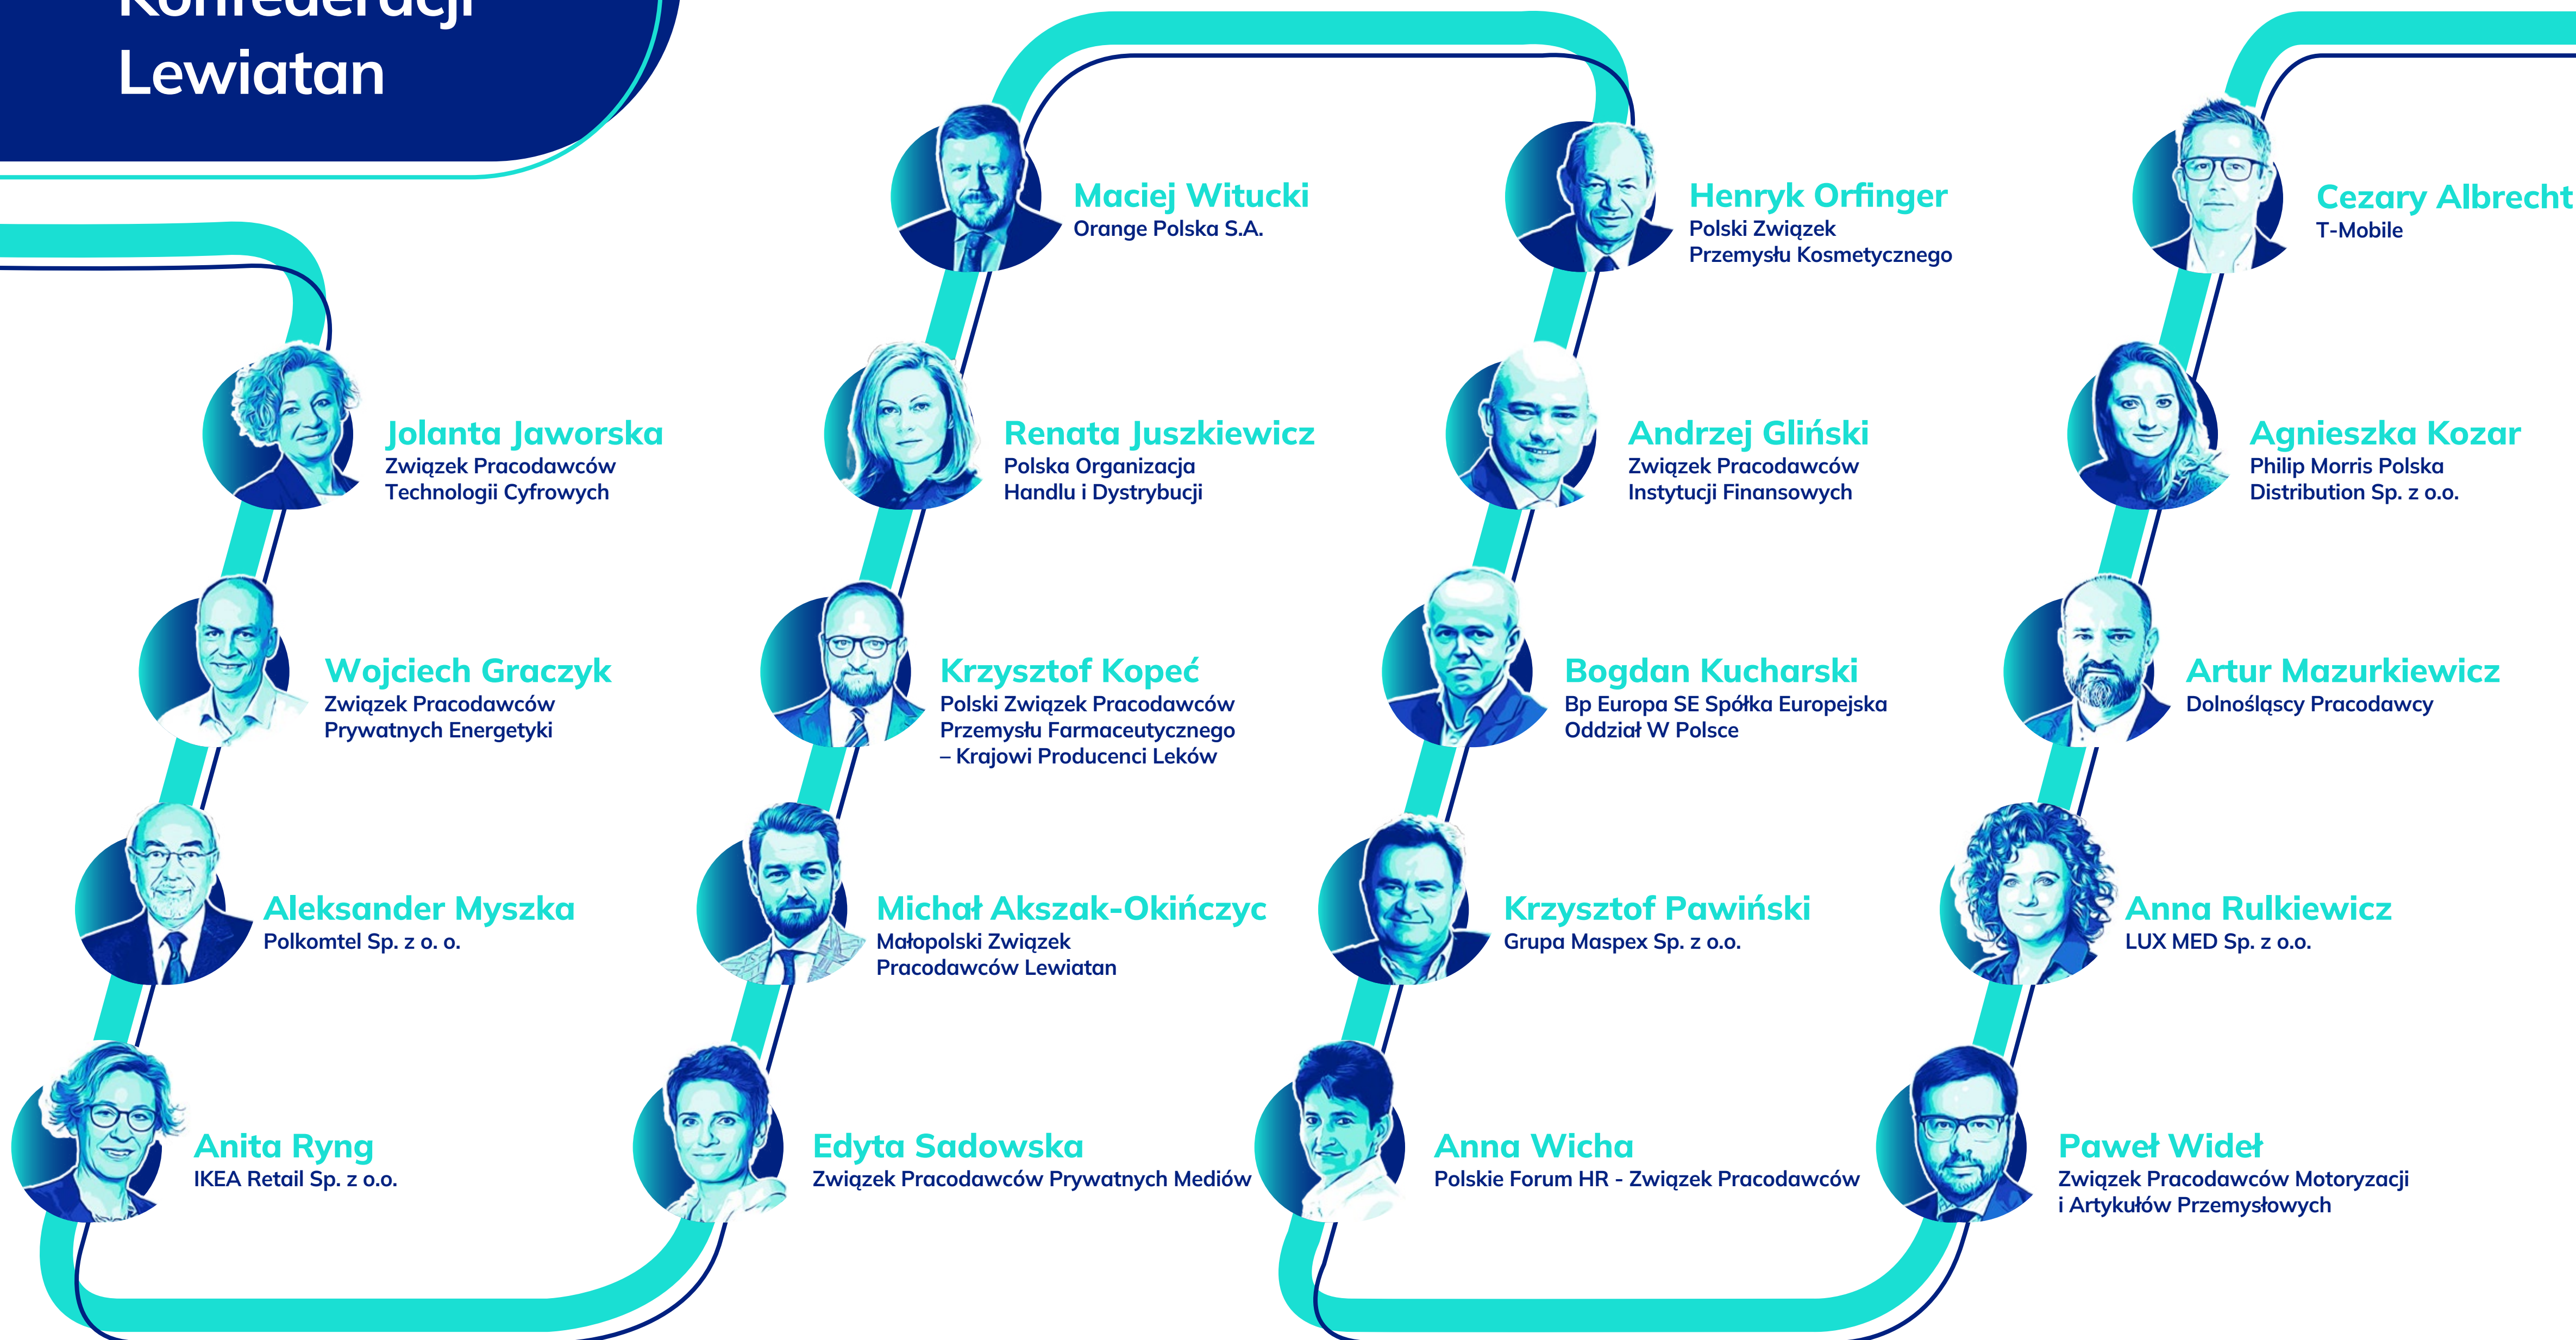 Konfederacji
Lewiatan
Jolanta Jaworska
Związek Pracodawców
Technologii Cyfrowych
Wojciech Graczyk
Związek Pracodawców
Prywatnych Energetyki
Aleksander Myszka
Polkomtel Sp. z o. o.
Anita Ryng
IKEA Retail Sp. z o.o.
Maciej Witucki
Orange Polska S.A.
Renata Juszkiewicz
Polska Organizacja
Handlu i Dystrybucji
Krzysztof Kopeć
Polski Związek Pracodawców
Przemysłu Farmaceutycznego
– Krajowi Producenci Leków
Michał Akszak-Okińczyc
Małopolski Związek
Pracodawców Lewiatan
Edyta Sadowska
Związek Pracodawców Prywatnych Mediów
Henryk Orfinger
Polski Związek
Przemysłu Kosmetycznego
Andrzej Gliński
Związek Pracodawców
Instytucji Finansowych
Bogdan Kucharski
Bp Europa SE Spółka Europejska
Oddział W Polsce
Krzysztof Pawiński
Grupa Maspex Sp. z o.o.
Anna Wicha
Polskie Forum HR - Związek Pracodawców
Cezary Albrecht
T-Mobile
Agnieszka Kozar
Philip Morris Polska
Distribution Sp. z o.o.
Artur Mazurkiewicz
Dolnośląscy Pracodawcy
Anna Rulkiewicz
LUX MED Sp. z o.o.
Paweł Wideł
Związek Pracodawców Motoryzacji
i Artykułów Przemysłowych